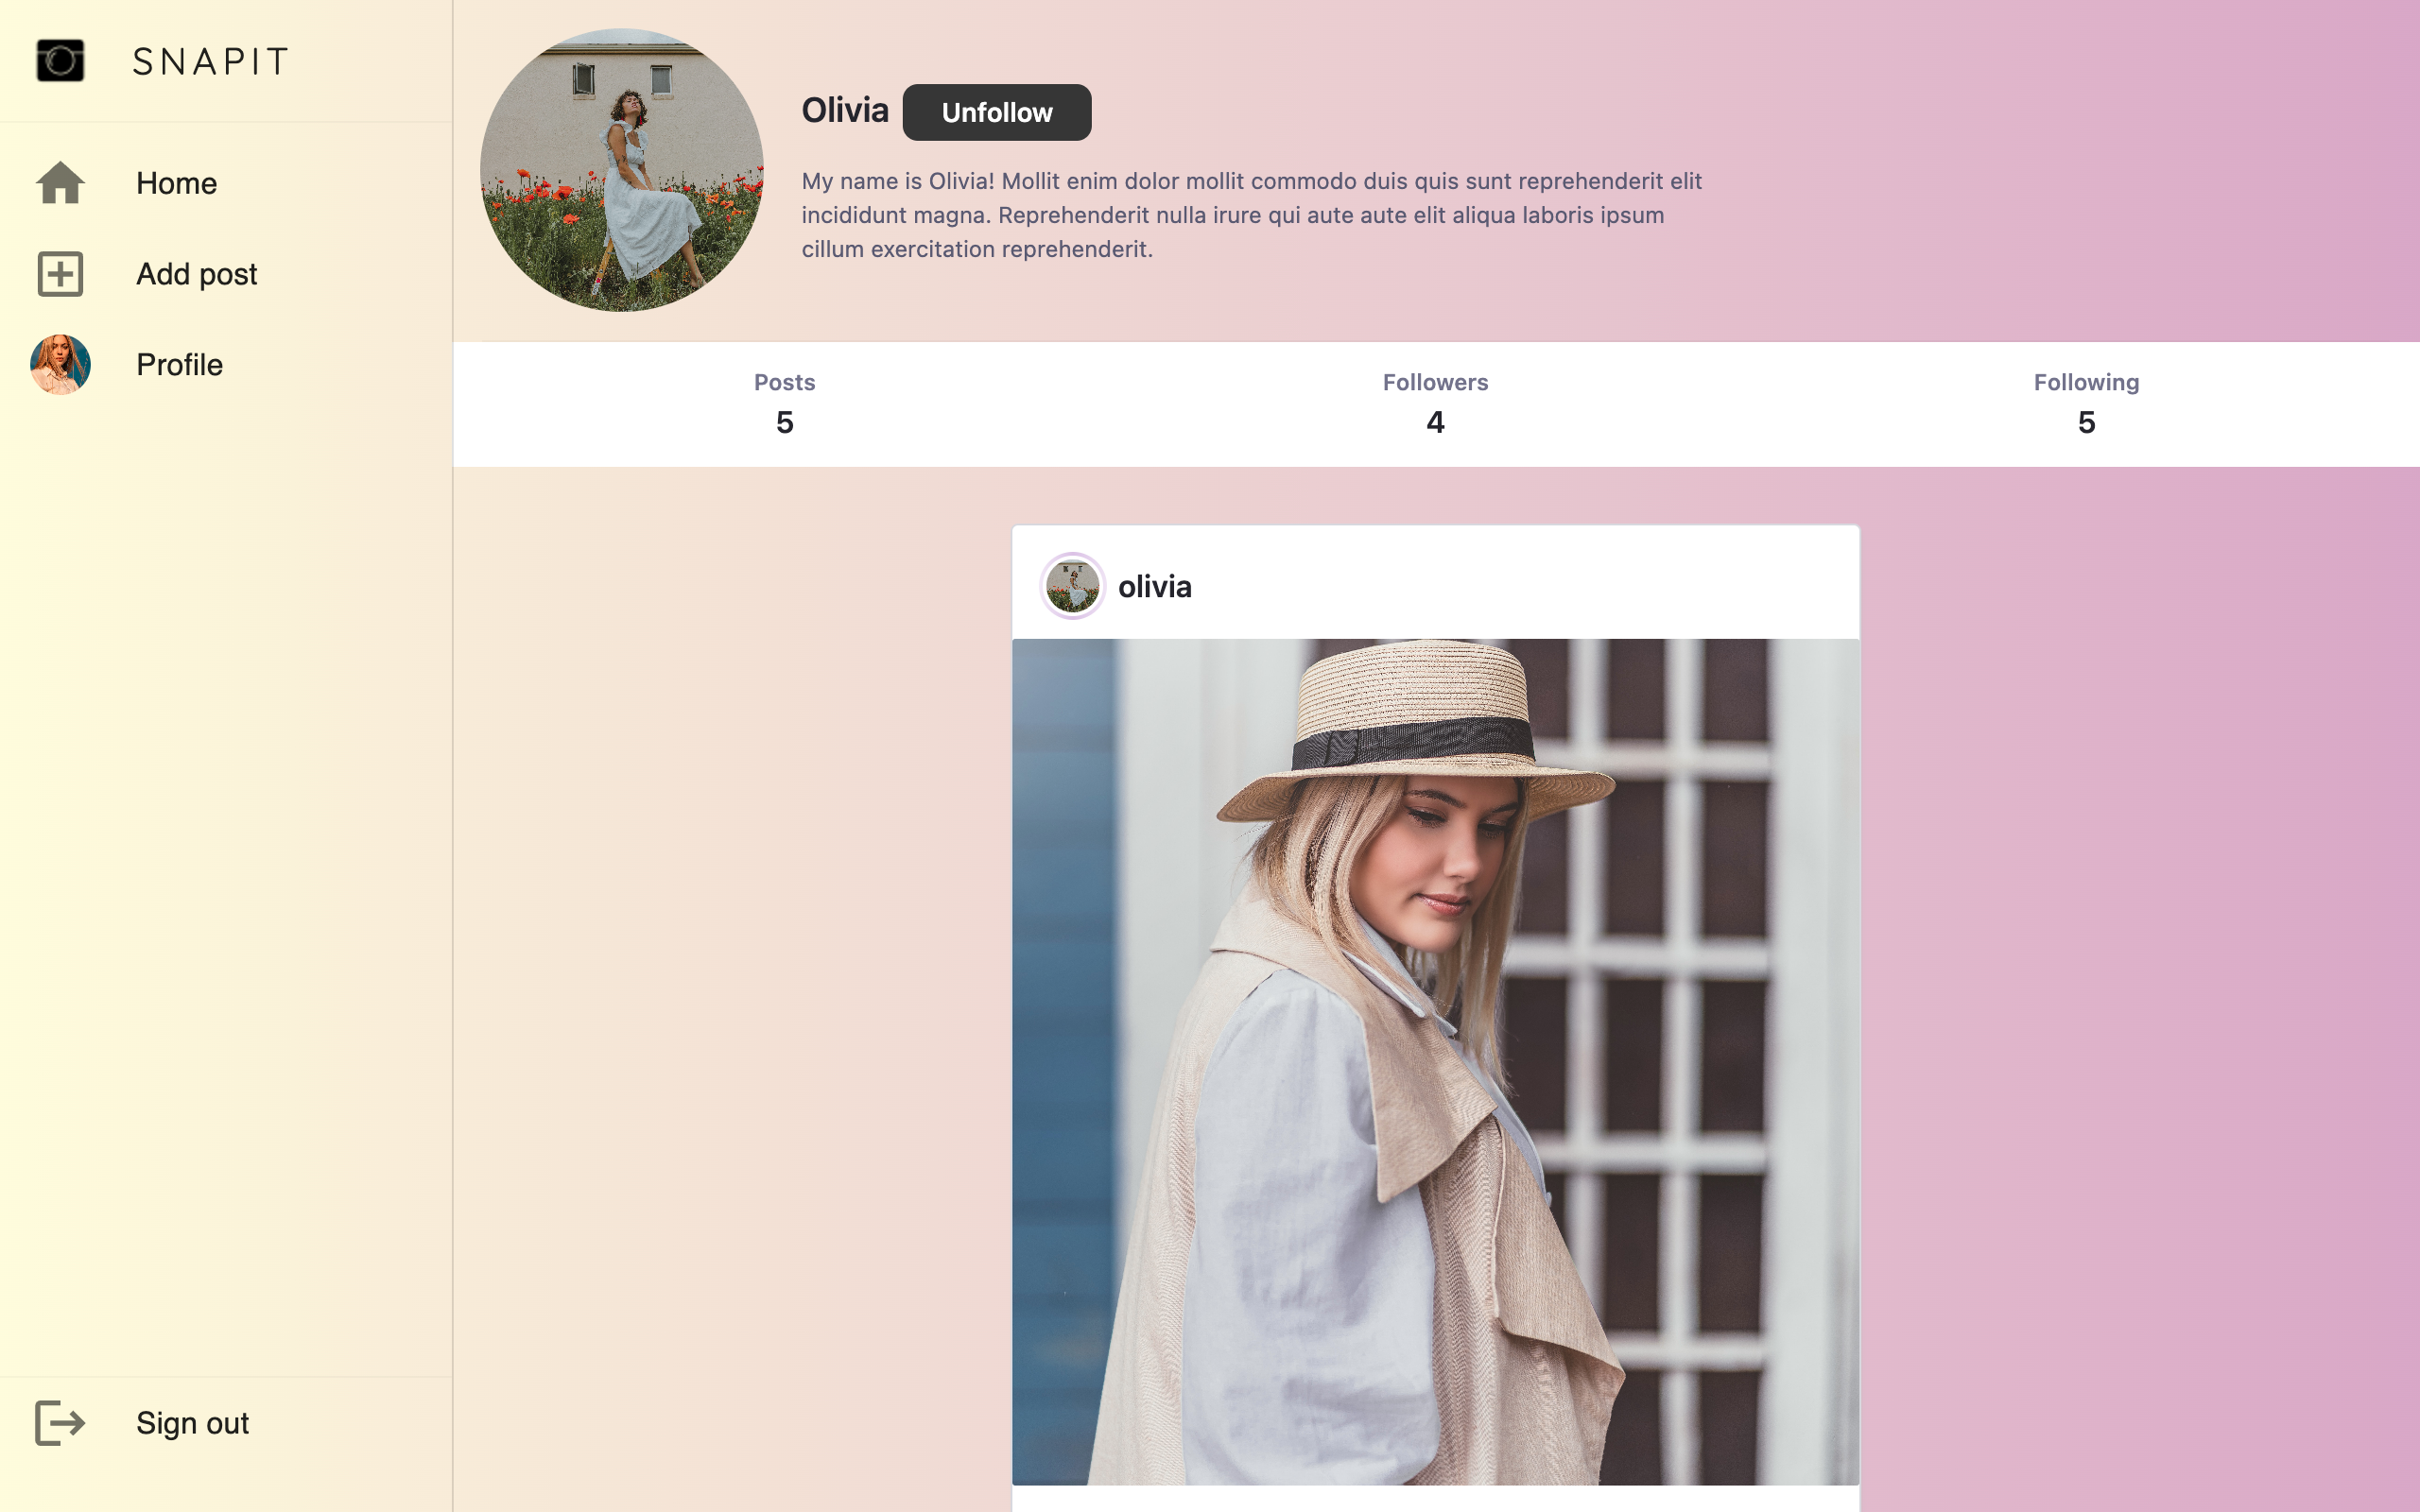 SNAPIT
Home
Add post
Profile
Sign out
Olivia
Unfollow
My name is Olivia! Mollit enim dolor mollit commodo duis quis sunt reprehenderit elit
incididunt magna. Reprehenderit nulla irure qui aute aute elit aliqua laboris ipsum
cillum exercitation reprehenderit.
Posts
5
Followers
4
Following
5
olivia